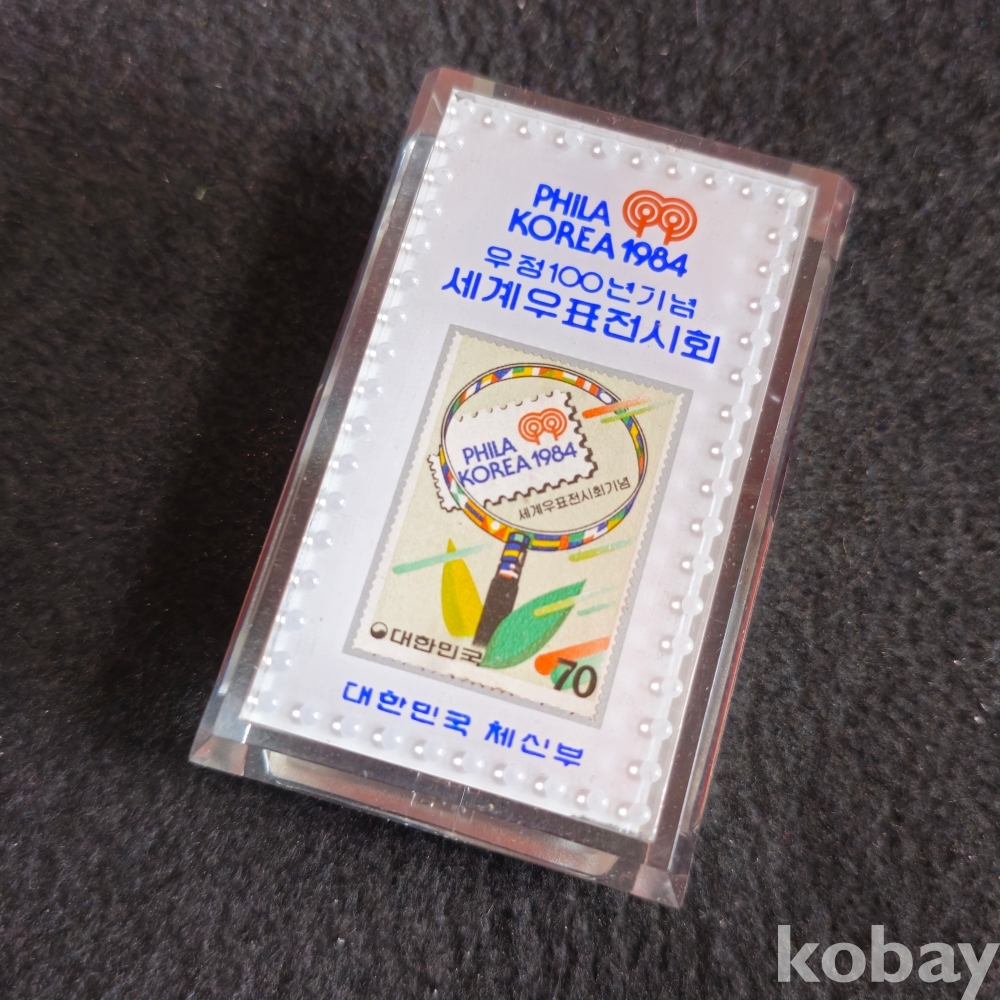 PHILA
KOREA 1984
우정100년기념
세계우표전시회
PHILA
KOREA 1984
세계우표전시회기념
대한민국
70
대한민국 체신부
kobay